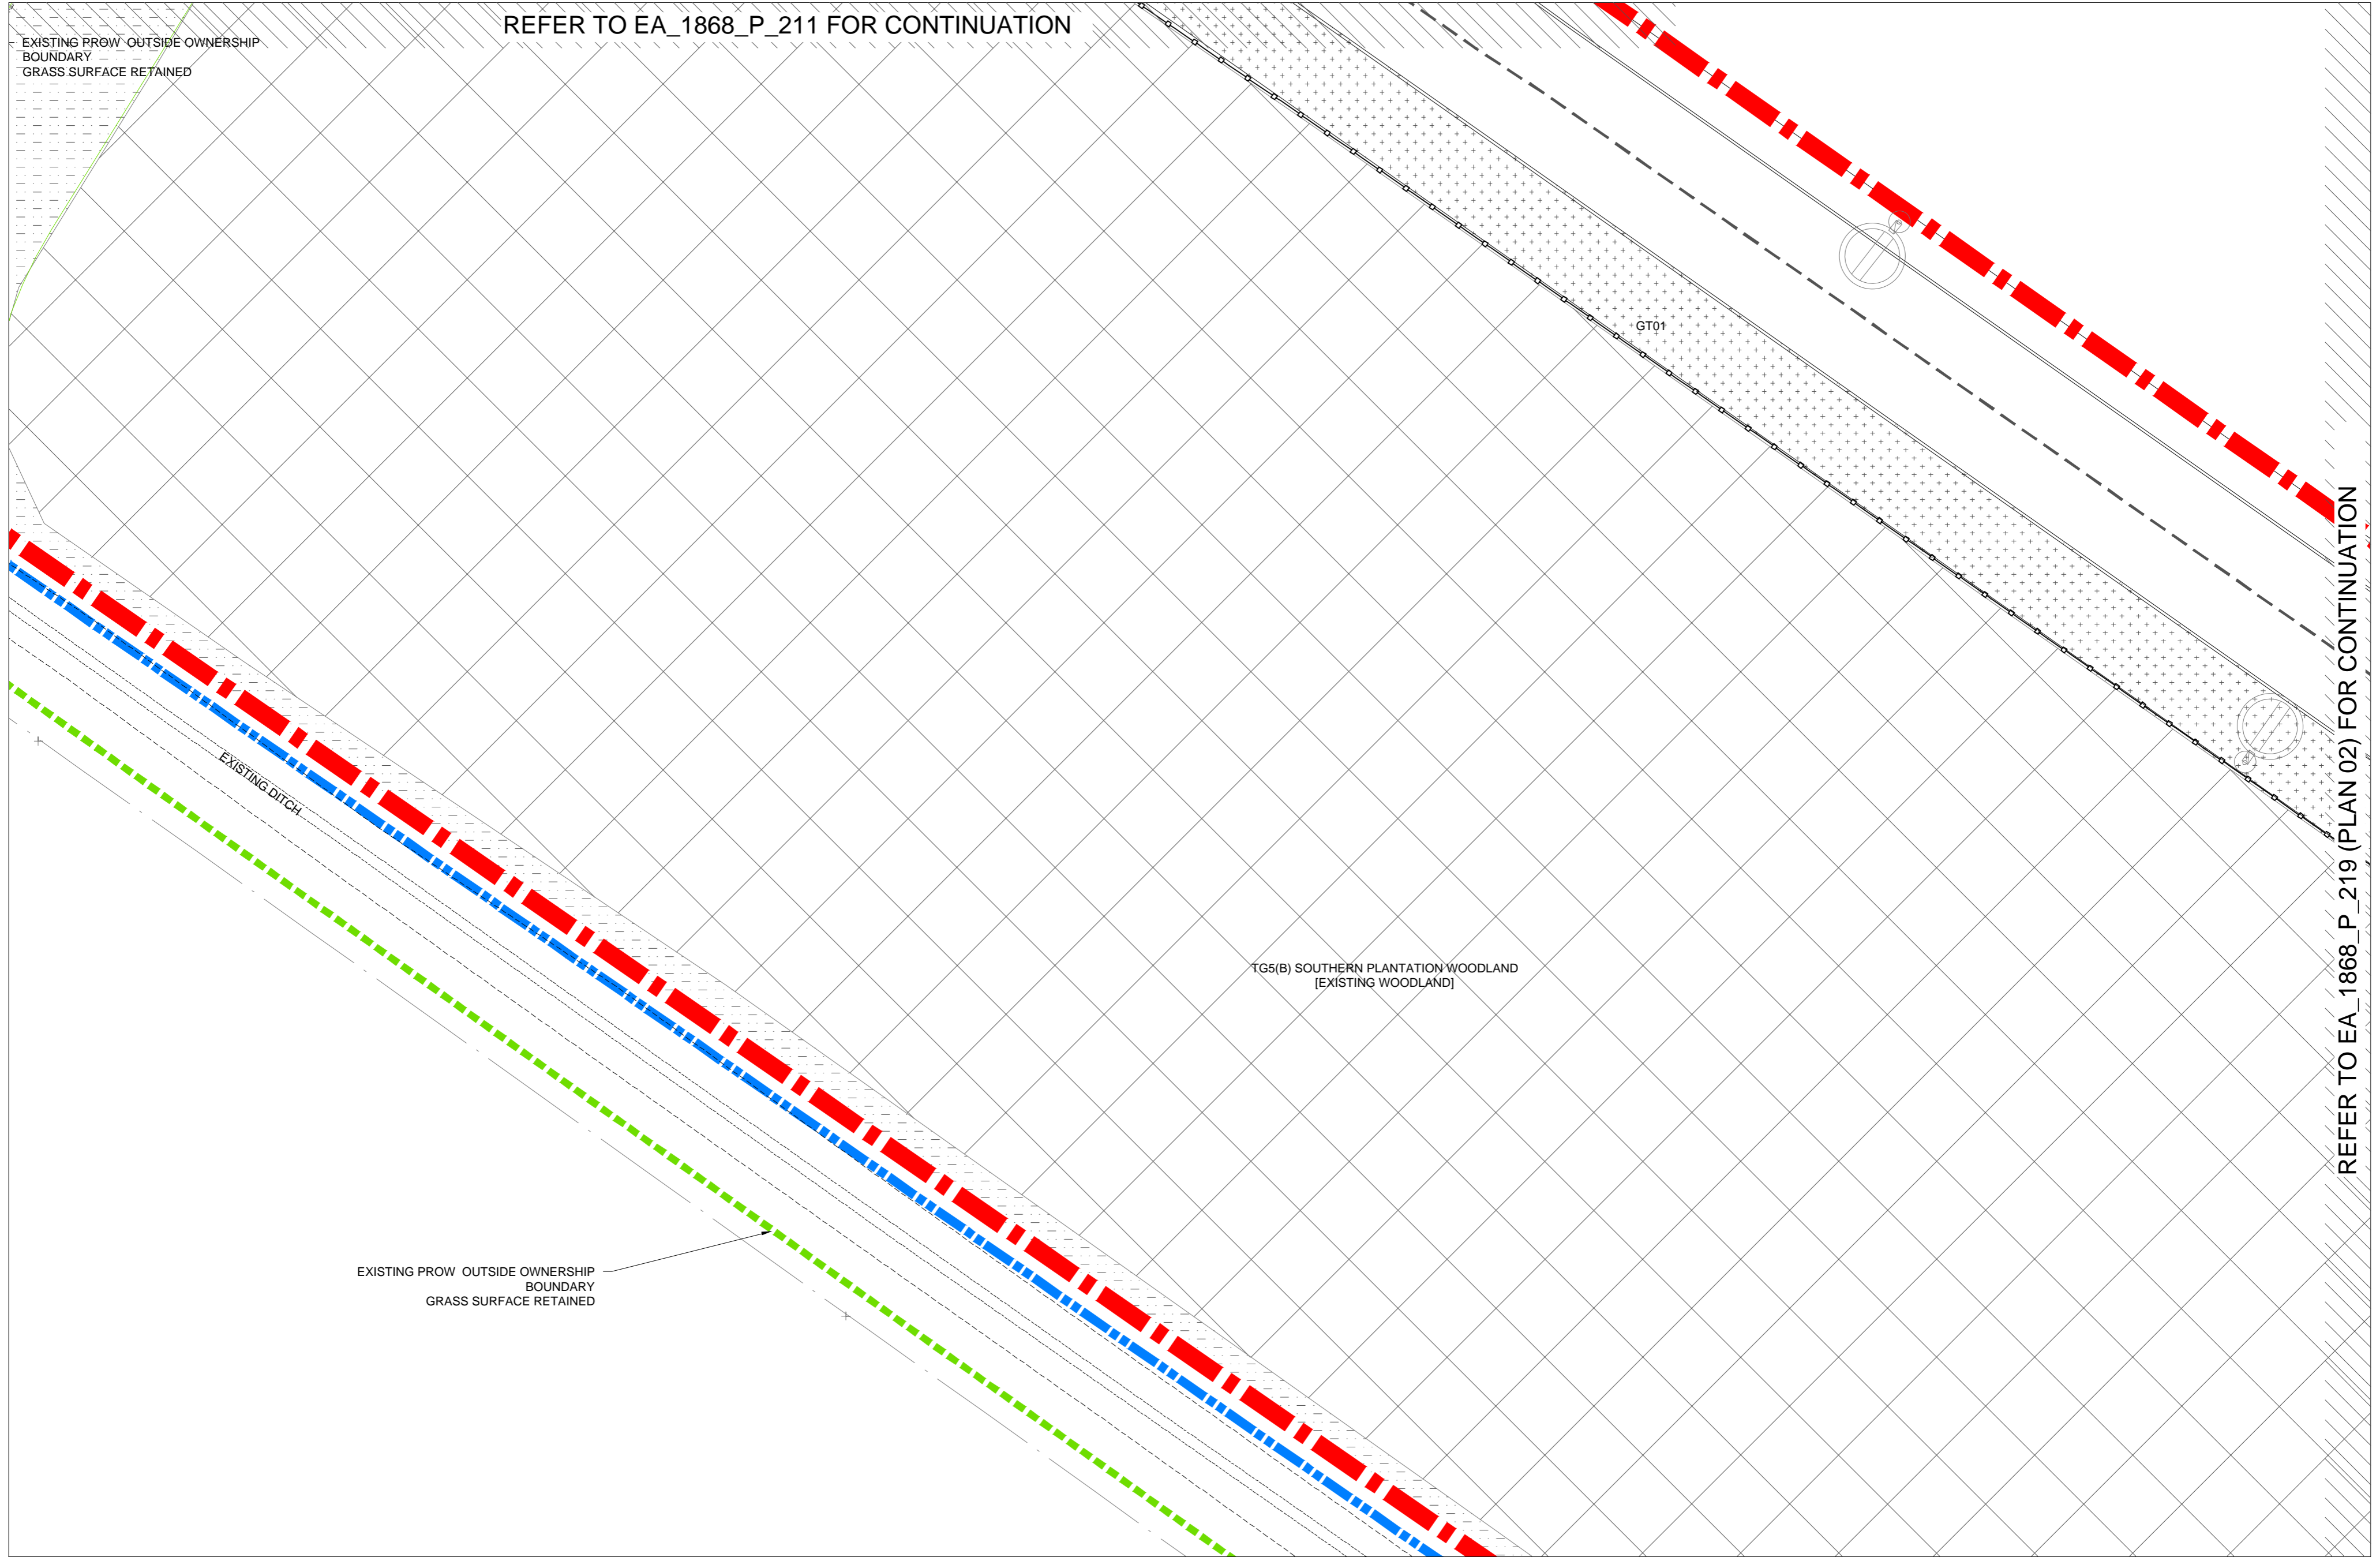 REFER TO EA_1868_P_211 FOR CONTINUATION
EXISTING PROW OUTSIDE OWNERSHIP
BOUNDARY
GRASS SURFACE RETAINED
GT01
REFER TO EA_1868_P_219 (PLAN 02) FOR CONTINUATION
EXISTING DITCH
TG5(B) SOUTHERN PLANTATION WOODLAND
[EXISTING WOODLAND]
EXISTING PROW OUTSIDE OWNERSHIP
BOUNDARY
GRASS SURFACE RETAINED